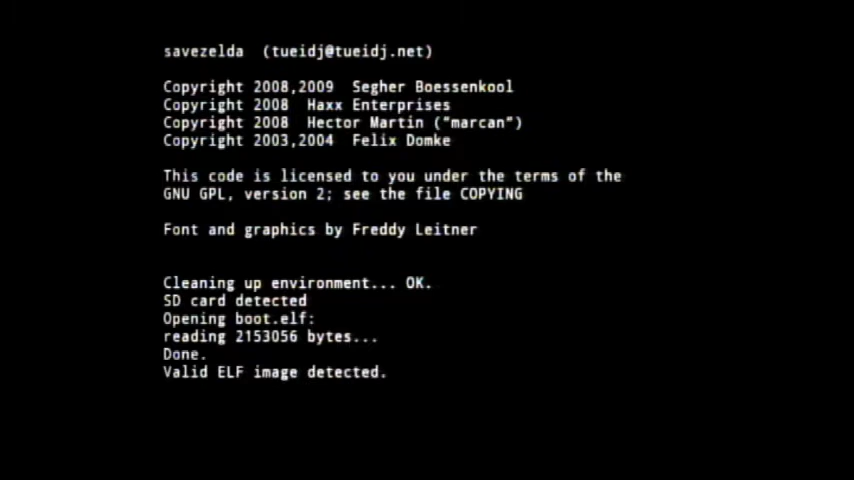 savezelda (tueidj@tueidj.net)
Copyright 2008,2009 Segher Boessenkool
Copyright 2008 Haxx Enterprises
Copyright 2008 Hector Martin ("marcan")
Copyright 2003,2004 Felix Domke
This code is licensed to you under the terms of the
GNU GPL, version 2; see the file COPYING
Font and graphics by Freddy Leitner
Cleaning up environment... OK.
SD card detected
Opening boot.elf:
reading 2153056 bytes...
Done.
Valid ELF image detected.